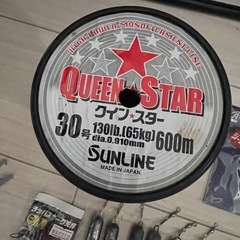 QUEEN★STAR
クイン★スター
30号 130lb.(65kg) 600m
dia.0.910mm
SUNLINE
MADE IN JAPAN